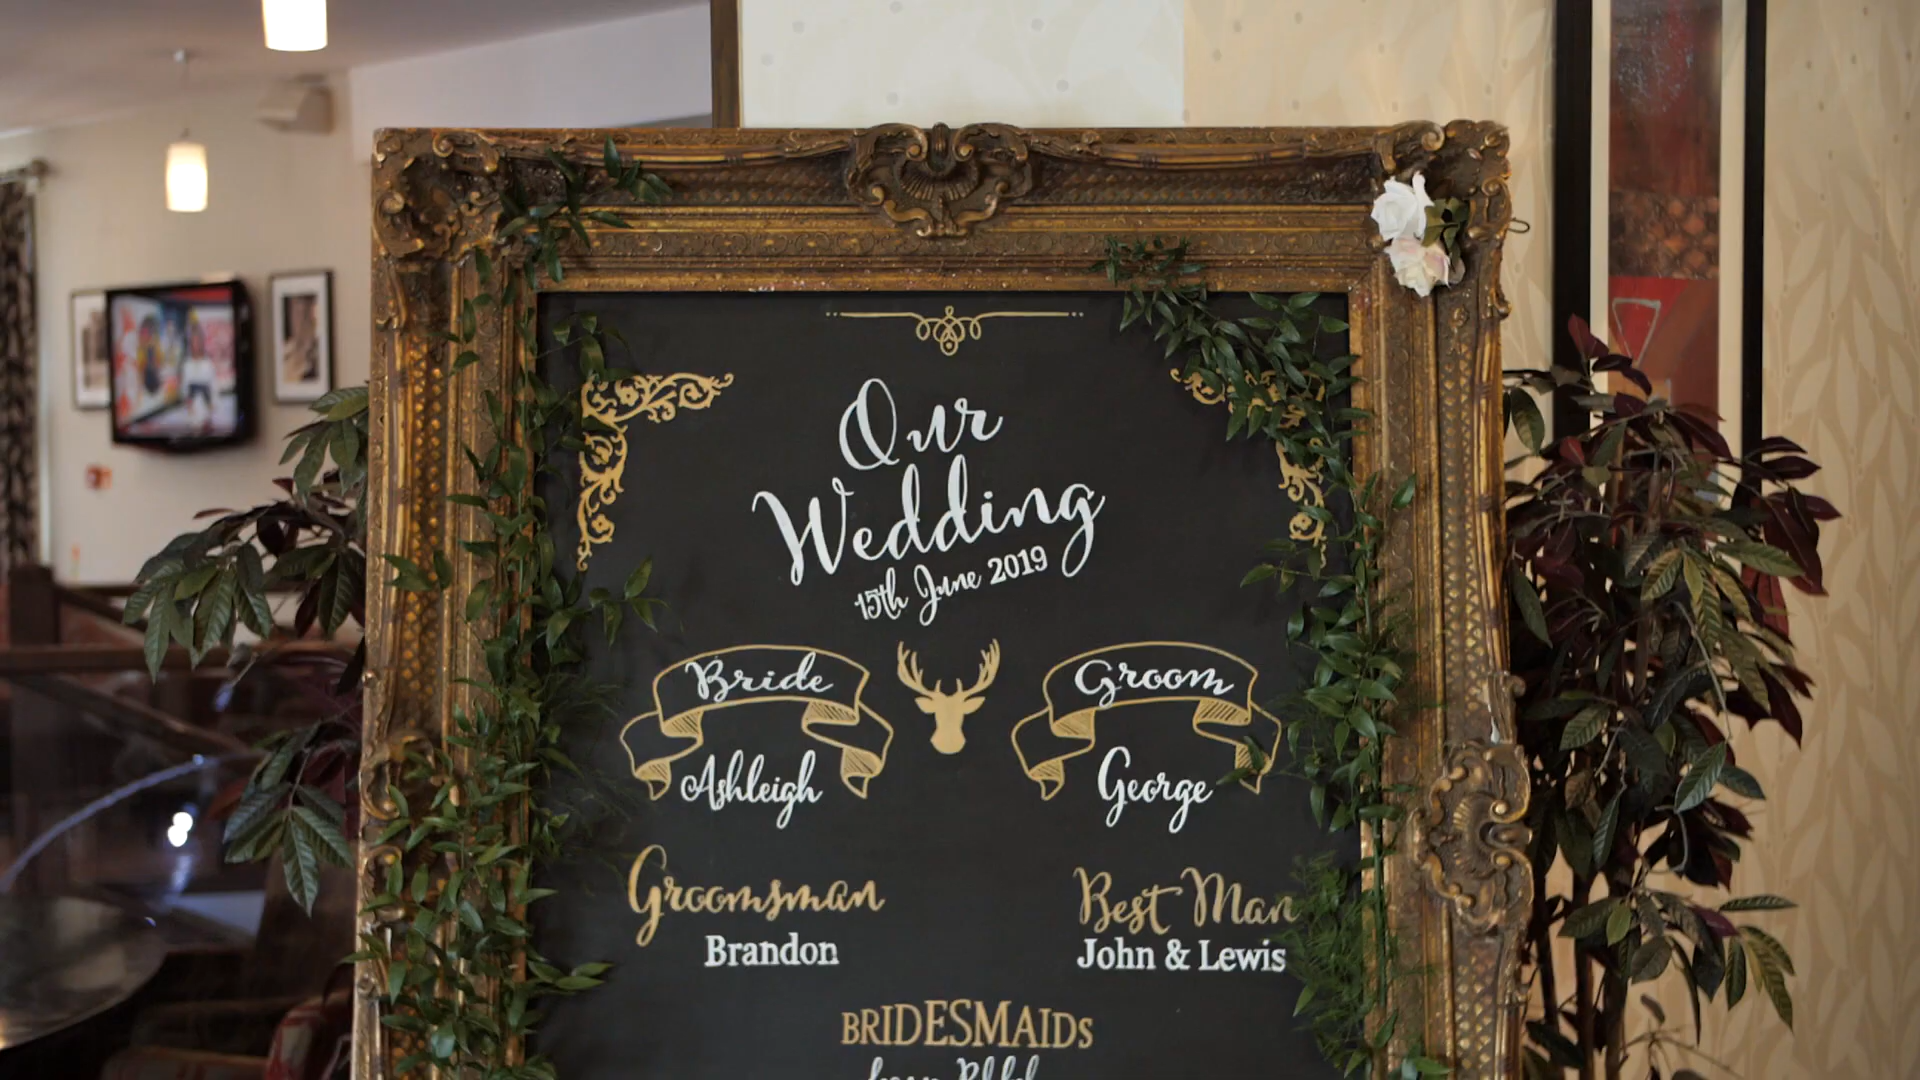 Our
Wedding
15th June 2019
Bride
Groom
Ashleigh
George
Groomsman
Best Man
Brandon
John & Lewis
BRIDESMAIDS